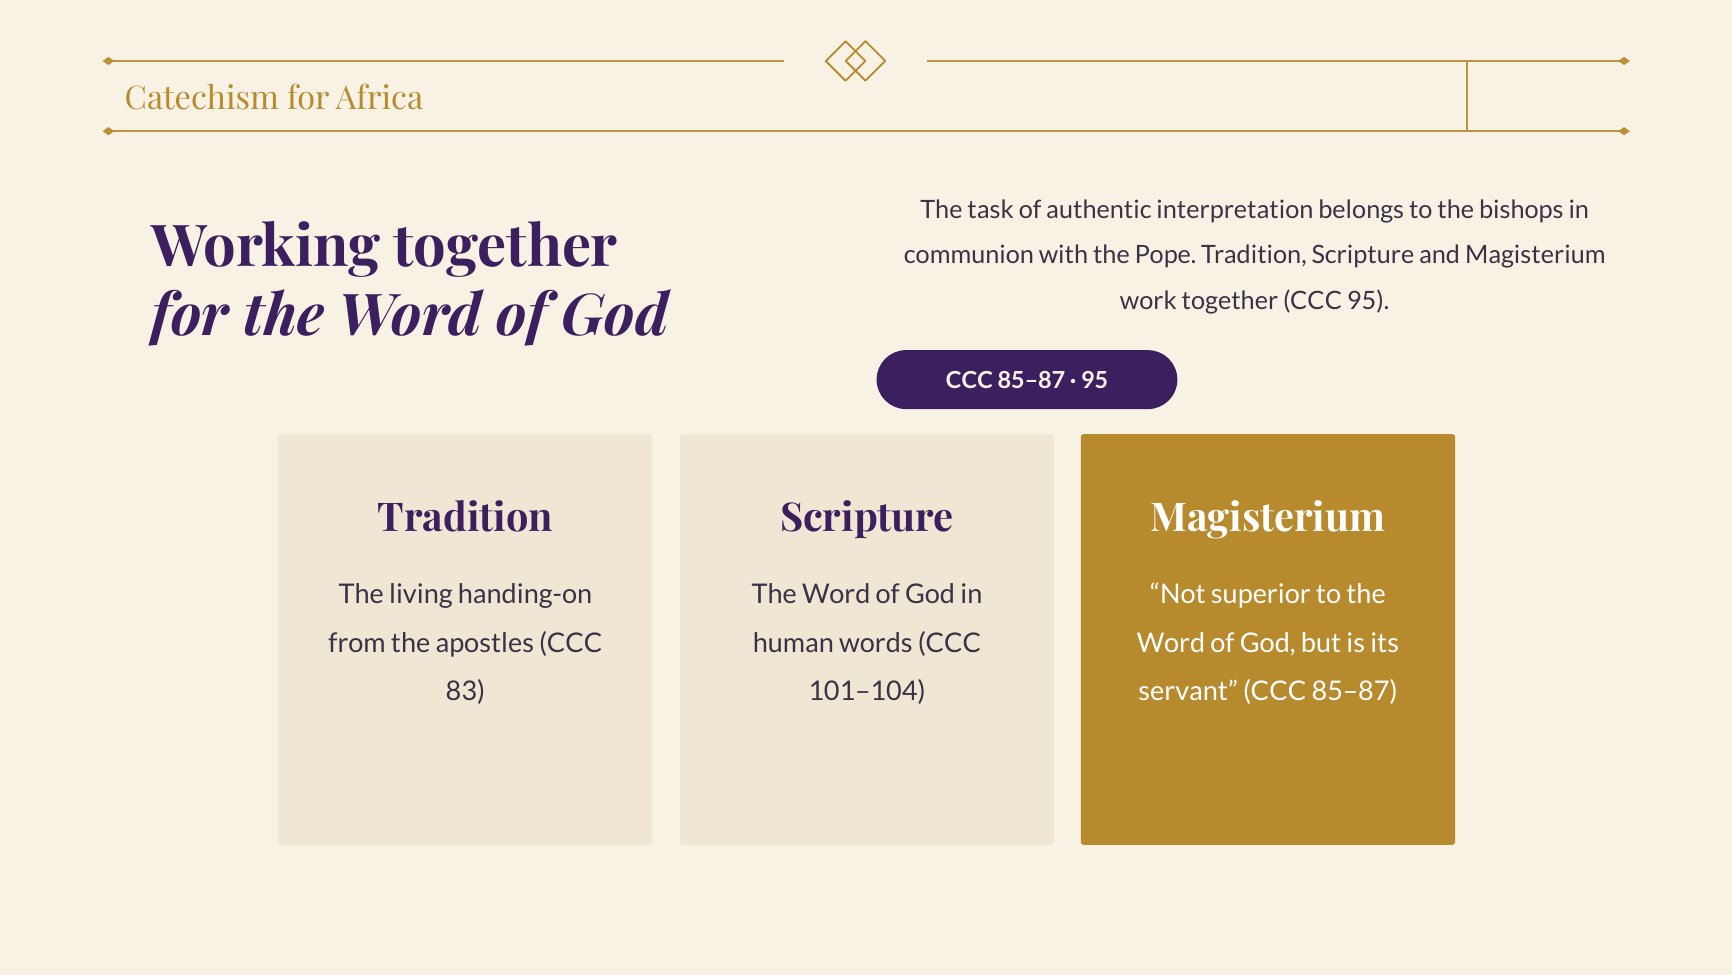 Catechism for Africa
Working together
for the Word of God
The task of authentic interpretation belongs to the bishops in
communion with the Pope. Tradition, Scripture and Magisterium
work together (CCC 95).
CCC 85–87 · 95
Tradition
The living handing-on
from the apostles (CCC
83)
Scripture
The Word of God in
human words (CCC
101–104)
Magisterium
“Not superior to the
Word of God, but is its
servant” (CCC 85–87)